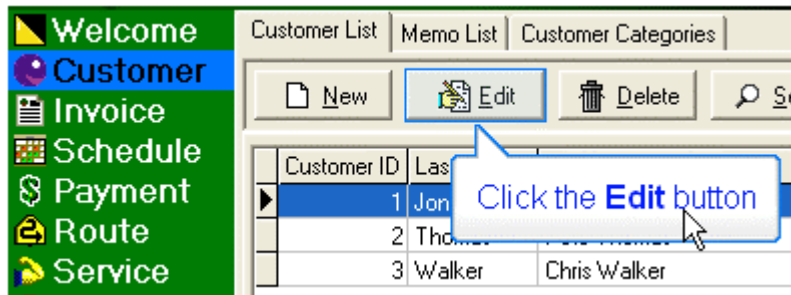 Welcome
Customer
Invoice
Schedule
Payment
Route
Service
Customer List Memo List Customer Categories
New Edit Delete
Customer ID
Click the Edit button
1
2
3 Walker Chris Walker